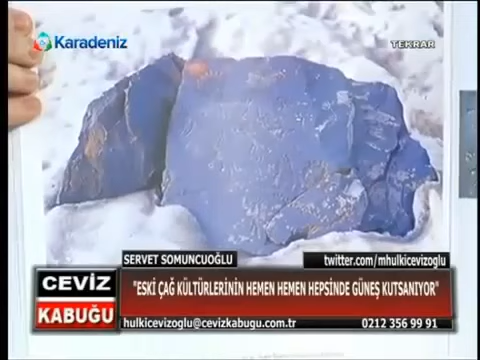 Karadeniz
TEKRAR
SERVET SOMUNCUOĞLU
twitter.com/mhulkicevizoglu
CEVİZ
KABUĞU
"ESKİ ÇAĞ KÜLTÜRLERİNİN HEMEN HEMEN HEPSİNDE GÜNEŞ KUTSANIYOR"
hulkicevizoglu@cevizkabugu.com.tr
0212 356 99 91